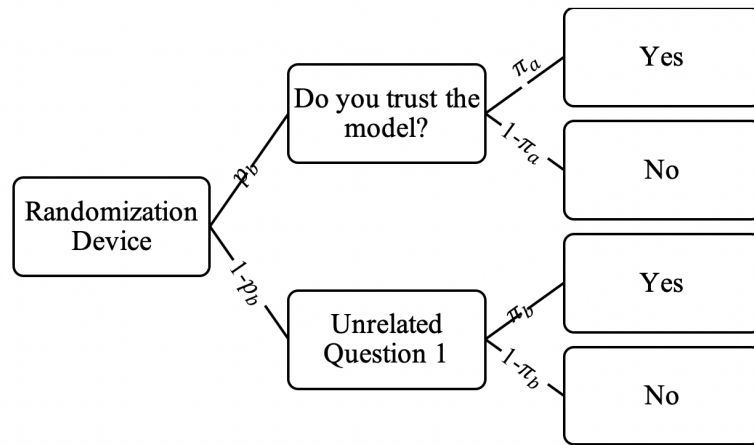 Randomization
Device
p_b
1-p_b
Do you trust the
model?
π_a
1-π_a
Yes
No
Unrelated
Question 1
π_b
1-π_b
Yes
No